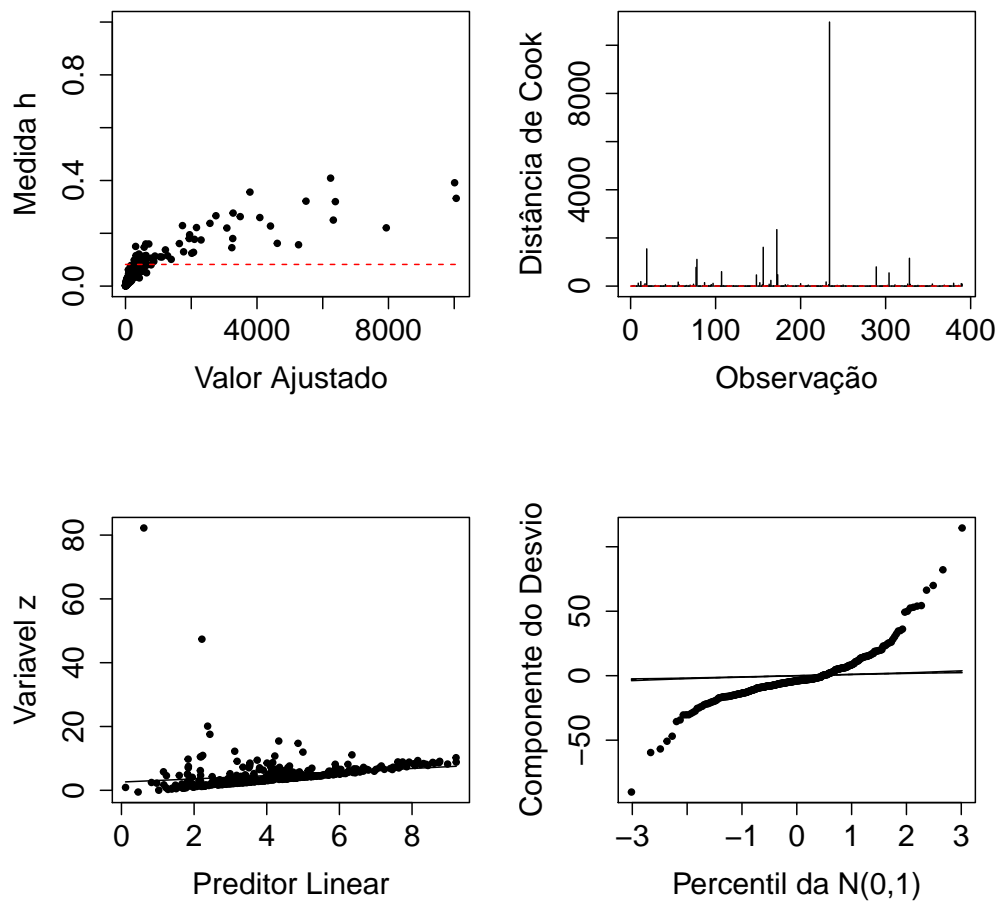 Medida h
0.0 0.4 0.8
0 4000 8000
Valor Ajustado
Distância de Cook
0 4000 8000
0 100 200 300 400
Observação
Variavel z
0 20 40 60 80
0 2 4 6 8
Preditor Linear
Componente do Desvio
−50 0 50
−3 −1 0 1 2 3
Percentil da N(0,1)